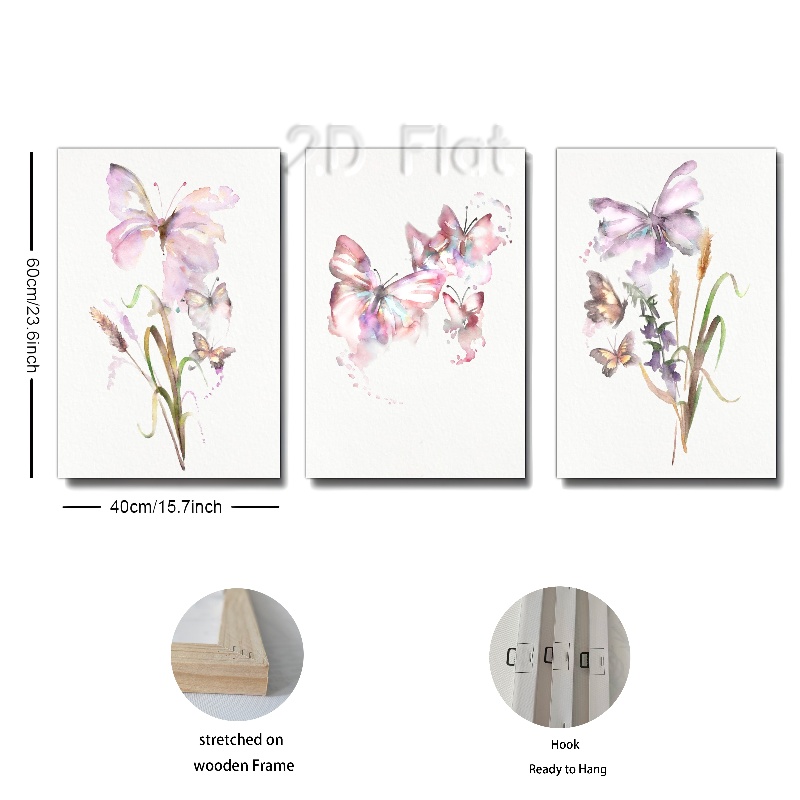 2D Flat
60cm/23.6inch
40cm/15.7inch
stretched on
wooden Frame
Hook
Ready to Hang